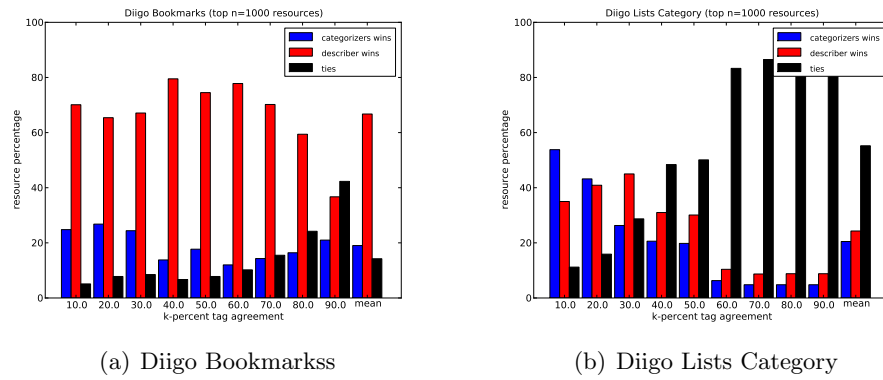 Diigo Bookmarks (top n=1000 resources)
categorizers wins
describer wins
ties
100
80
60
40
20
0
resource percentage
10.0 20.0 30.0 40.0 50.0 60.0 70.0 80.0 90.0 mean
k-percent tag agreement
(a) Diigo Bookmarkss
Diigo Lists Category (top n=1000 resources)
categorizers wins
describer wins
ties
100
80
60
40
20
0
resource percentage
10.0 20.0 30.0 40.0 50.0 60.0 70.0 80.0 90.0 mean
k-percent tag agreement
(b) Diigo Lists Category